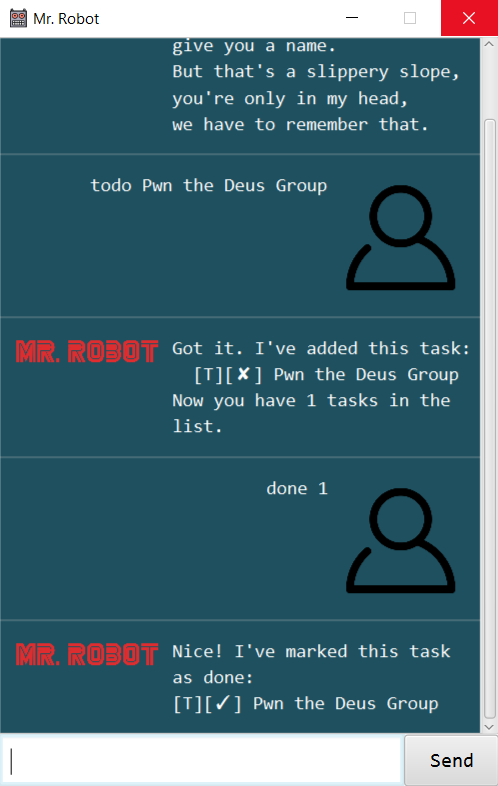 Mr. Robot
give you a name.
But that's a slippery slope,
you're only in my head,
we have to remember that.
todo Pwn the Deus Group
MR. ROBOT
Got it. I've added this task:
[T][✘] Pwn the Deus Group
Now you have 1 tasks in the
list.
done 1
MR. ROBOT
Nice! I've marked this task
as done:
[T][✓] Pwn the Deus Group
Send